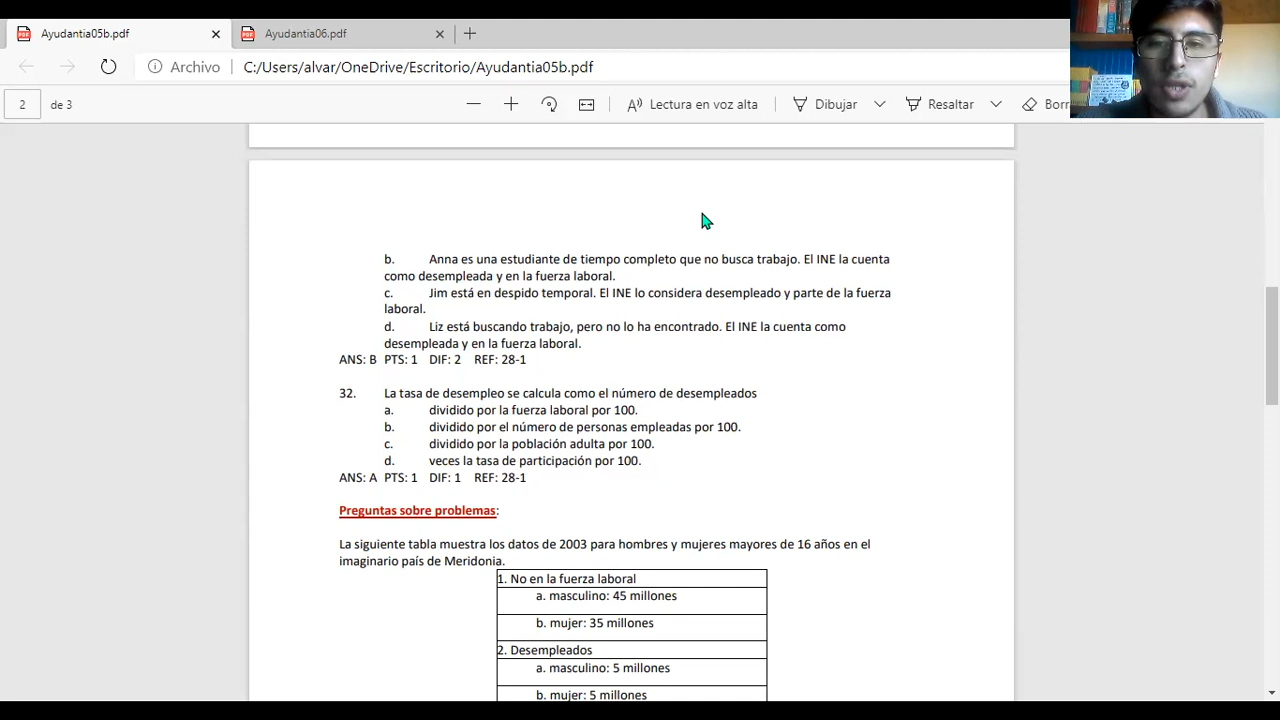 Ayudantia05b.pdf
Ayudantia06.pdf
Archivo C:/Users/alvar/OneDrive/Escritorio/Ayudantia05b.pdf
2 de 3 Lectura en voz alta Dibujar Resaltar Bor
b. Anna es una estudiante de tiempo completo que no busca trabajo. El INE la cuenta
como desempleada y en la fuerza laboral.
c. Jim está en despido temporal. El INE lo considera desempleado y parte de la fuerza
laboral.
d. Liz está buscando trabajo, pero no lo ha encontrado. El INE la cuenta como
desempleada y en la fuerza laboral.
ANS: B PTS: 1 DIF: 2 REF: 28-1
32. La tasa de desempleo se calcula como el número de desempleados
a. dividido por la fuerza laboral por 100.
b. dividido por el número de personas empleadas por 100.
c. dividido por la población adulta por 100.
d. veces la tasa de participación por 100.
ANS: A PTS: 1 DIF: 1 REF: 28-1
Preguntas sobre problemas:
La siguiente tabla muestra los datos de 2003 para hombres y mujeres mayores de 16 años en el
imaginario país de Meridonia.
1. No en la fuerza laboral
a. masculino: 45 millones
b. mujer: 35 millones
2. Desempleados
a. masculino: 5 millones
b. mujer: 5 millones